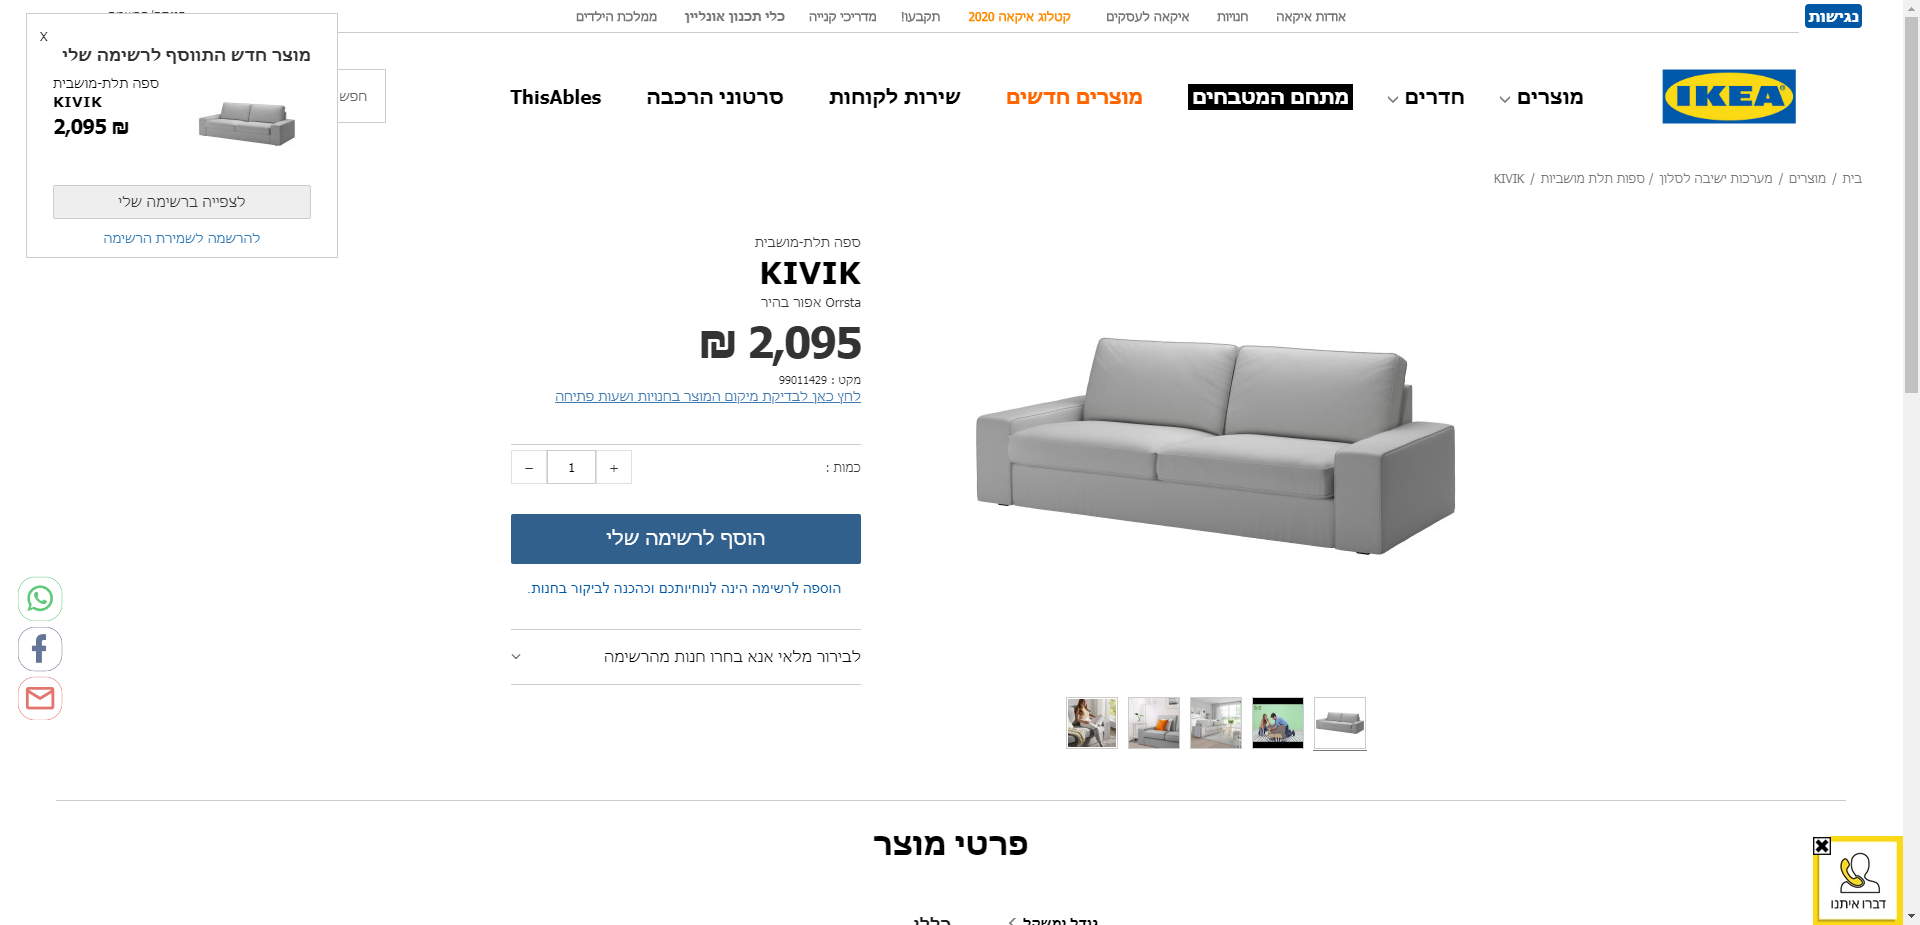 נגישות
אודות איקאה
חנויות
איקאה לעסקים
קטלוג איקאה 2020
תקבעו!
מדריכי קנייה
כלי תכנון אונליין
ממלכת הילדים
IKEA
מוצרים
חדרים
מתחם המטבחים
מוצרים חדשים
שירות לקוחות
סרטוני הרכבה
ThisAbles
חפש
X
מוצר חדש התווסף לרשימה שלי
ספה תלת-מושבית
KIVIK
2,095 ₪
לצפייה ברשימה שלי
להרשמה לשמירת הרשימה
בית / מוצרים / מערכות ישיבה לסלון / ספות תלת מושביות / KIVIK
ספה תלת-מושבית
KIVIK
Orrsta אפור בהיר
2,095 ₪
מקט : 99011429
לחץ כאן לבדיקת מיקום המוצר בחנויות ושעות פתיחה
כמות :
+ 1 −
הוסף לרשימה שלי
הוספה לרשימה הינה לנוחיותכם וכהכנה לביקור בחנות.
לבירור מלאי אנא בחרו חנות מהרשימה
פרטי מוצר
גודל ומשקל
כללי
דברו איתנו